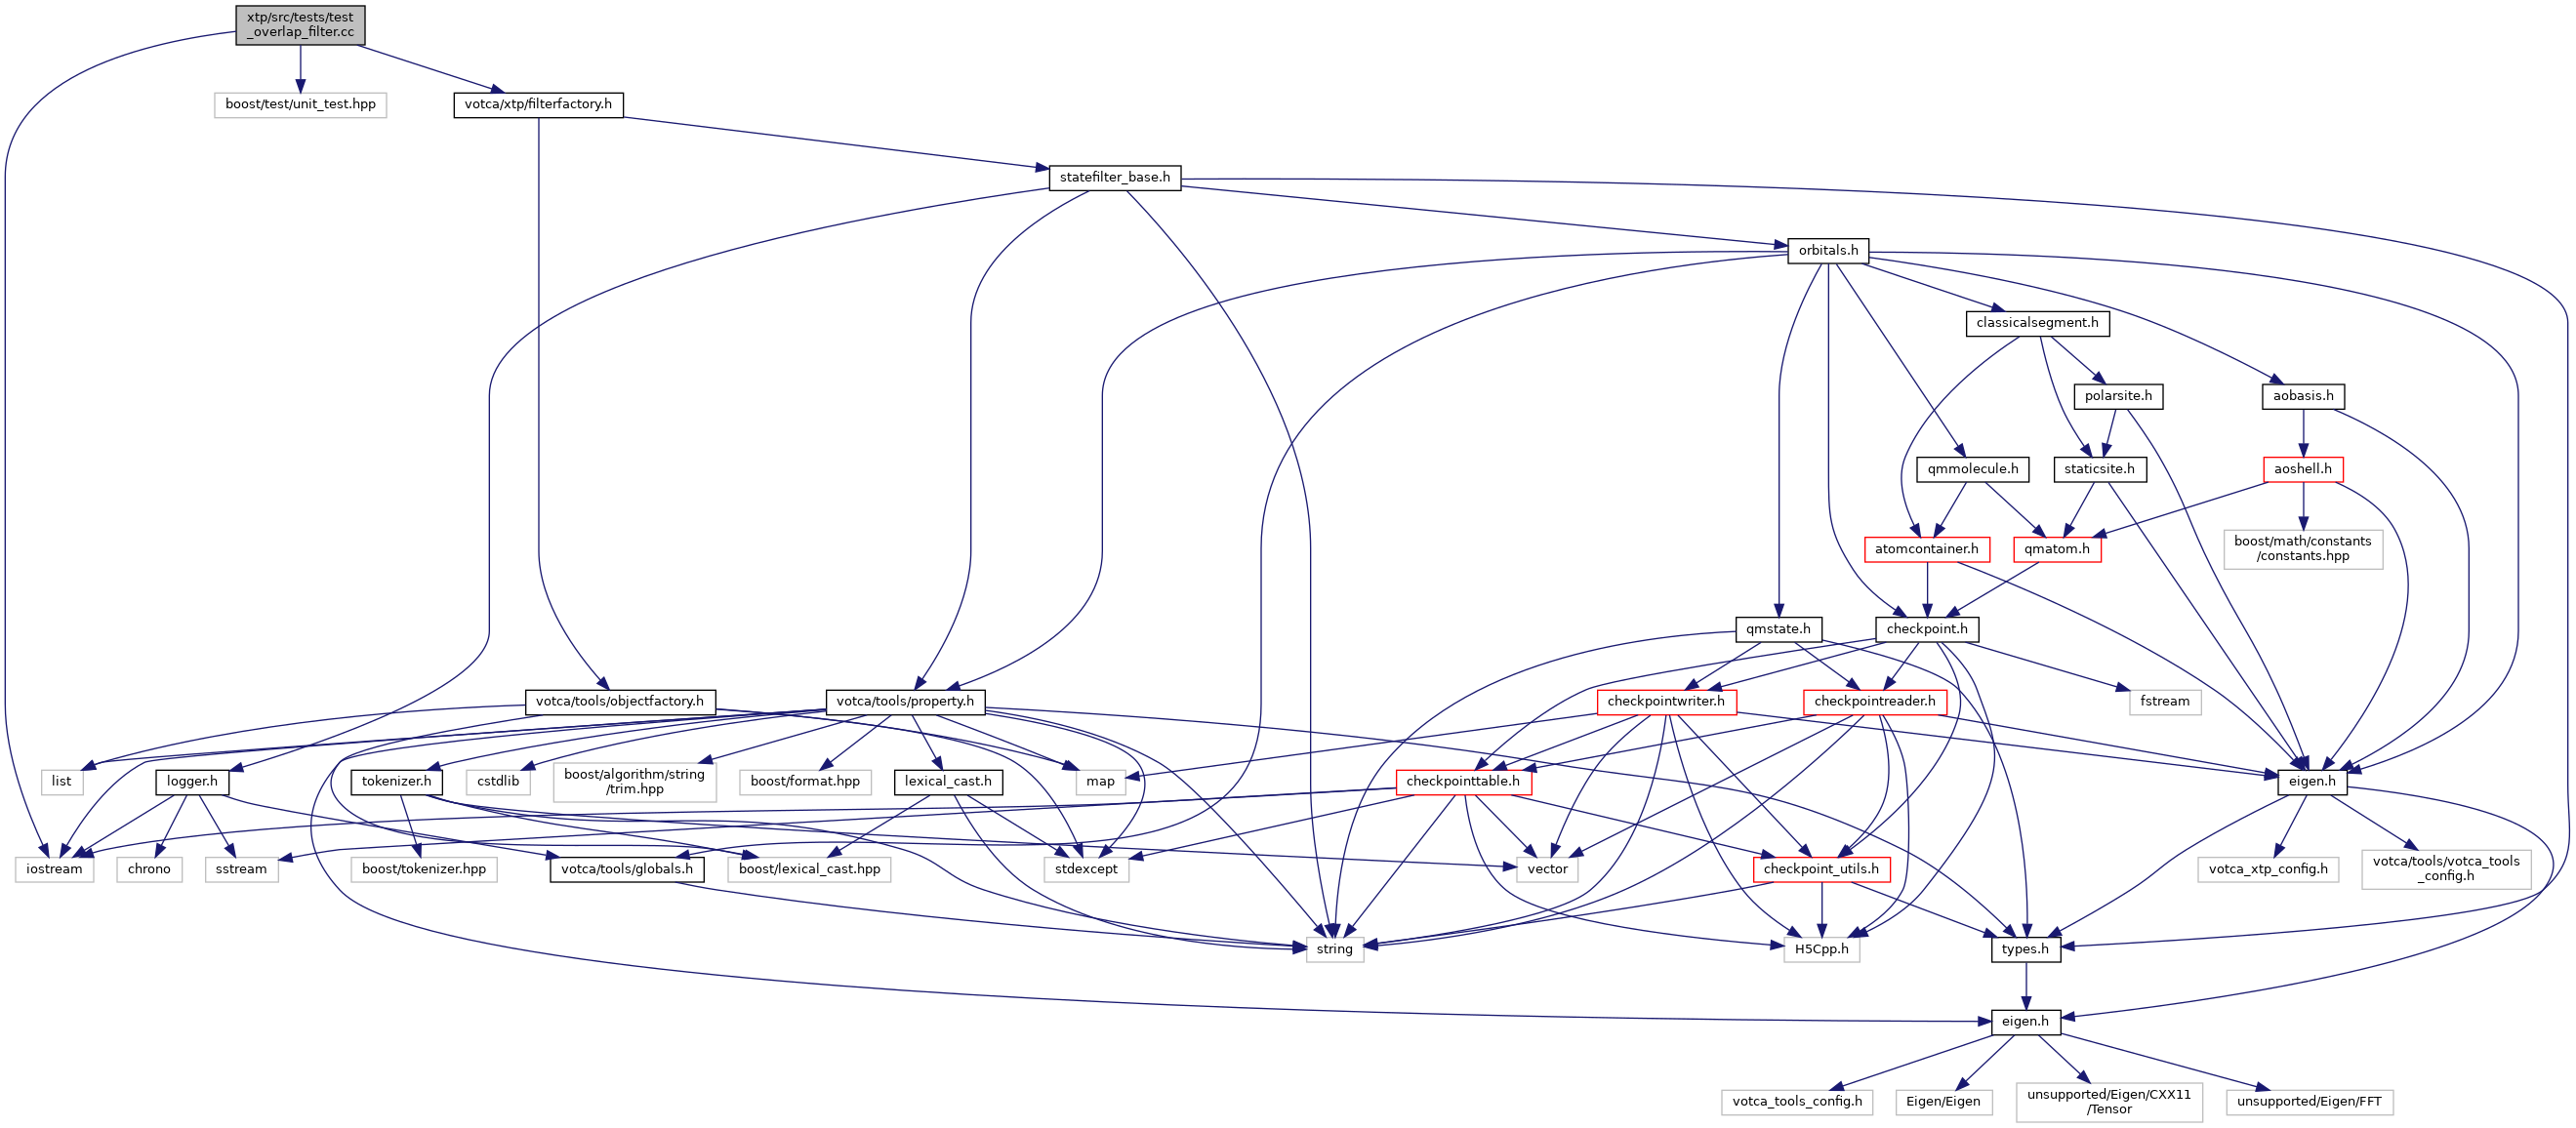 xtp/src/tests/test
_overlap_filter.cc
boost/test/unit_test.hpp
votca/xtp/filterfactory.h
statefilter_base.h
orbitals.h
classicalsegment.h
polarsite.h
aobasis.h
qmmolecule.h
staticsite.h
aoshell.h
atomcontainer.h
qmatom.h
boost/math/constants
/constants.hpp
qmstate.h
checkpoint.h
votca/tools/objectfactory.h
votca/tools/property.h
checkpointwriter.h
checkpointreader.h
fstream
list
logger.h
tokenizer.h
cstdlib
boost/algorithm/string
/trim.hpp
boost/format.hpp
lexical_cast.h
map
checkpointtable.h
eigen.h
iostream
chrono
sstream
boost/tokenizer.hpp
votca/tools/globals.h
boost/lexical_cast.hpp
stdexcept
vector
checkpoint_utils.h
votca_xtp_config.h
votca/tools/votca_tools
_config.h
string
H5Cpp.h
types.h
eigen.h
votca_tools_config.h
Eigen/Eigen
unsupported/Eigen/CXX11
/Tensor
unsupported/Eigen/FFT